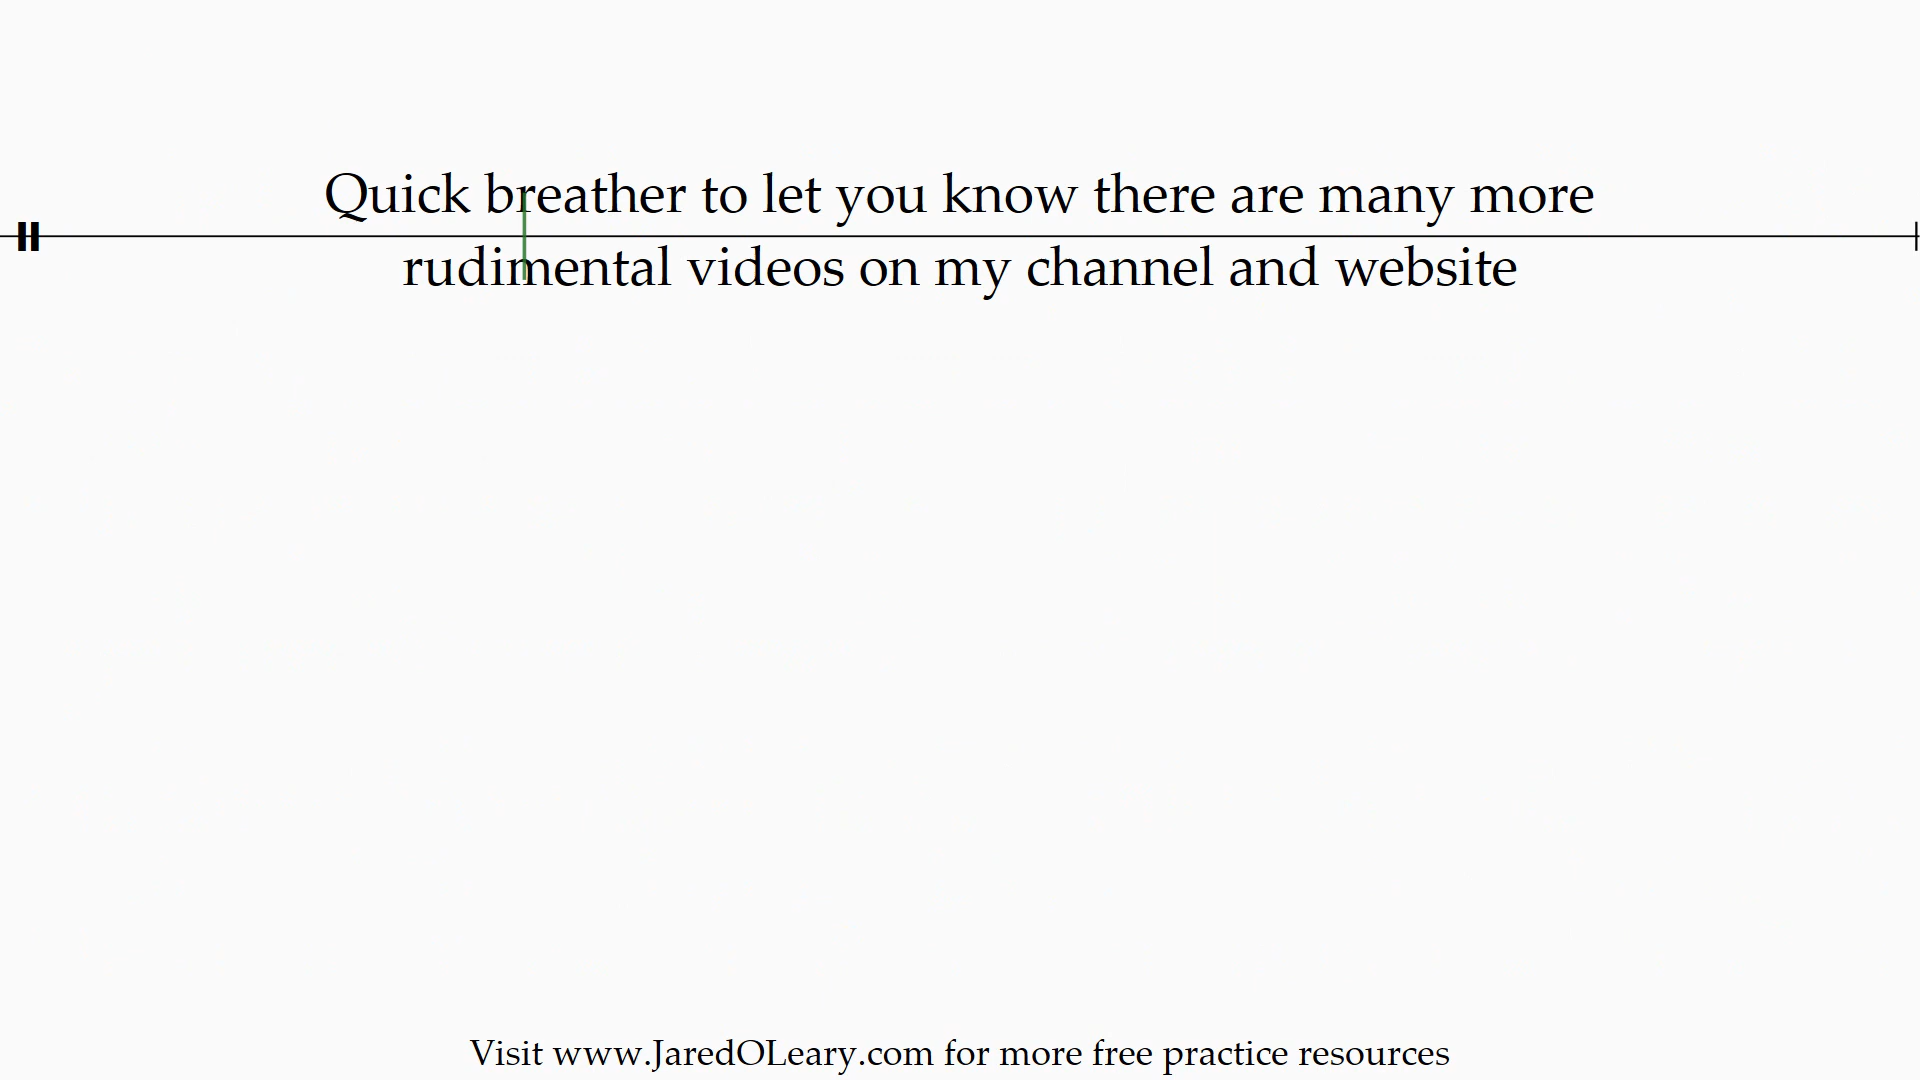 Quick breather to let you know there are many more
rudimental videos on my channel and website
Visit www.JaredOLeary.com for more free practice resources